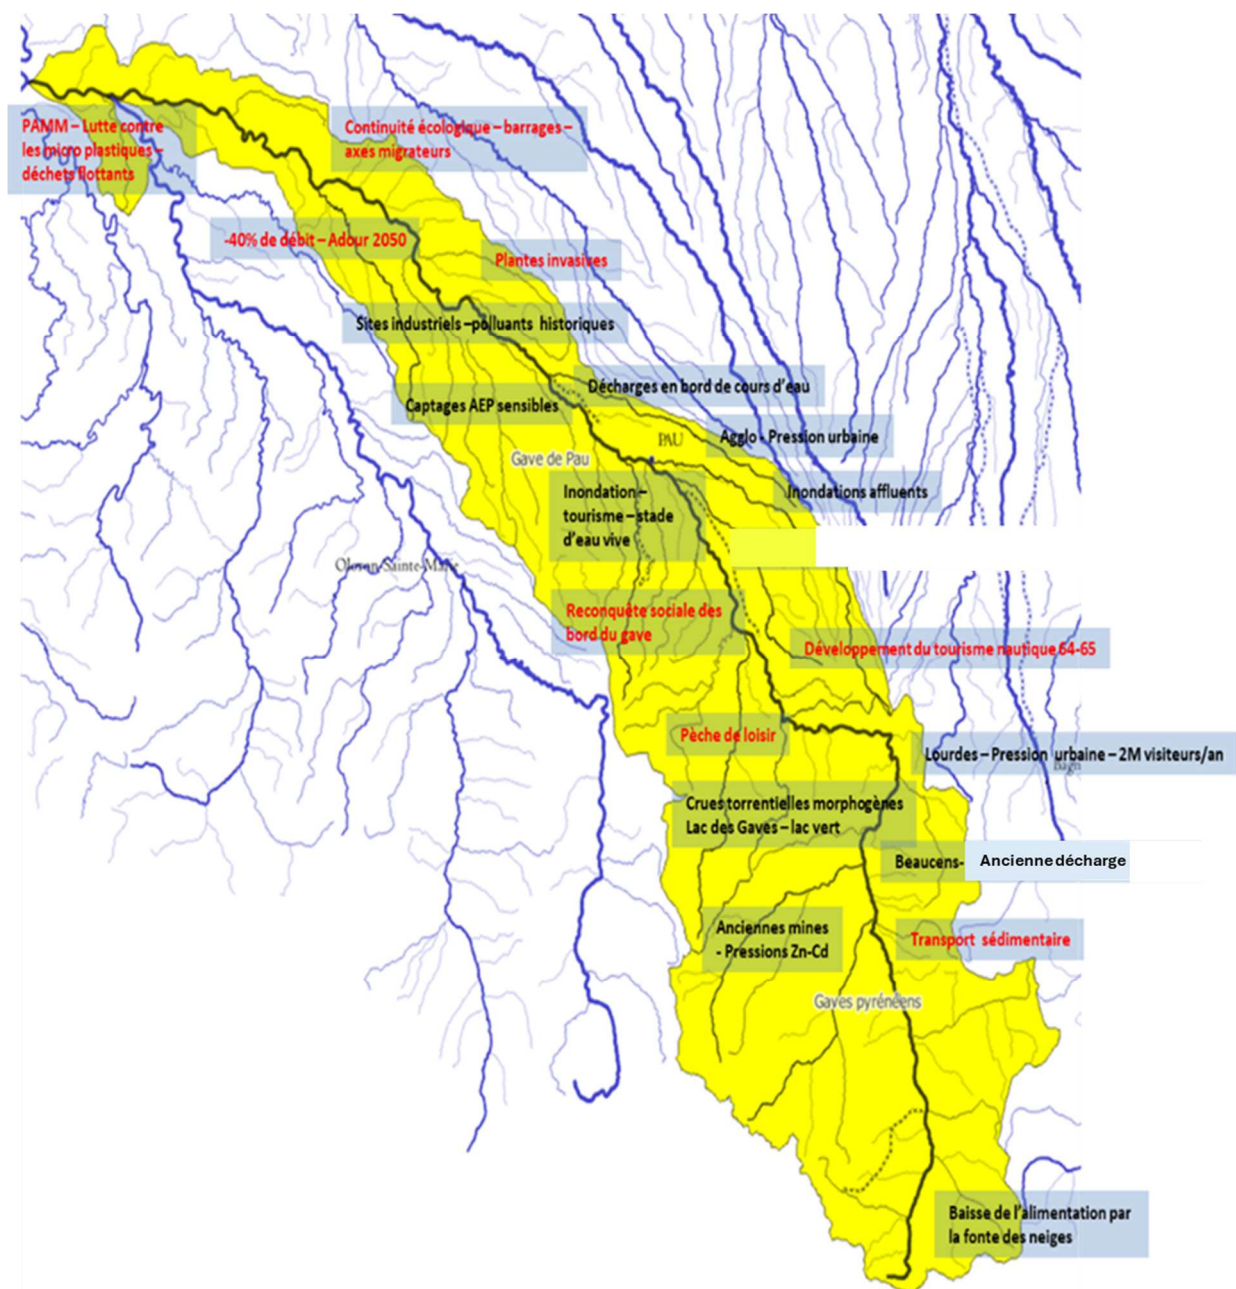 PAMM – Lutte contre
les micro plastiques –
déchets flottants
Continuité écologique – barrages –
axes migrateurs
-40% de débit – Adour 2050
Plantes invasives
Sites industriels –polluants historiques
Décharges en bord de cours d'eau
Captages AEP sensibles
PAU
Agglo - Pression urbaine
Gave de Pau
Inondation –
tourisme – stade
d'eau vive
Inondations affluents
Oloron-Sainte-Marie
Reconquête sociale des
bord du gave
Développement du tourisme nautique 64-65
Pèche de loisir
Lourdes – Pression urbaine – 2M visiteurs/an
Bagn
Crues torrentielles morphogènes
Lac des Gaves – lac vert
Beaucens- Ancienne décharge
Anciennes mines
- Pressions Zn-Cd
Transport sédimentaire
Gaves pyrénéens
Baisse de l'alimentation par
la fonte des neiges